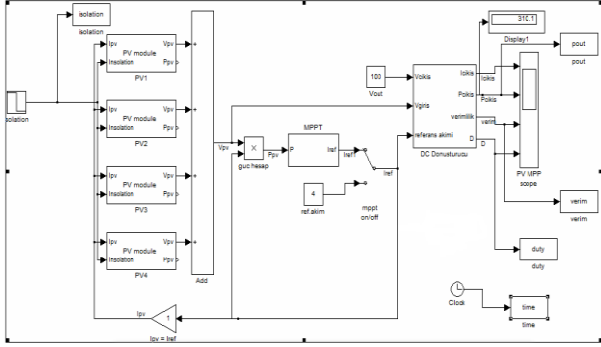 isolation
isolation
solation
Ipv
Vpv
PV module
Insolation
Ppv
PV1
Ipv
Vpv
PV module
Insolation
Ppv
PV2
Ipv
Vpv
PV module
Insolation
Ppv
PV3
Ipv
Vpv
PV module
Insolation
Ppv
PV4
+
+
+
+
Add
Vpv
×
guc hesap
Ppv
MPPT
P
Iref
Iref1
Iref
4
ref.akim
mppt
on/off
100
Vout
Vcikis
Vgiris
referans akimi
Icikis
Pcikis
verimlilik
D
DC Donusturucu
Icikis
Pcikis
verim
D
310.1
Display1
pout
pout
PV MPP
scope
verim
verim
duty
duty
Clock
time
time
Ipv
1
Ipv = Iref